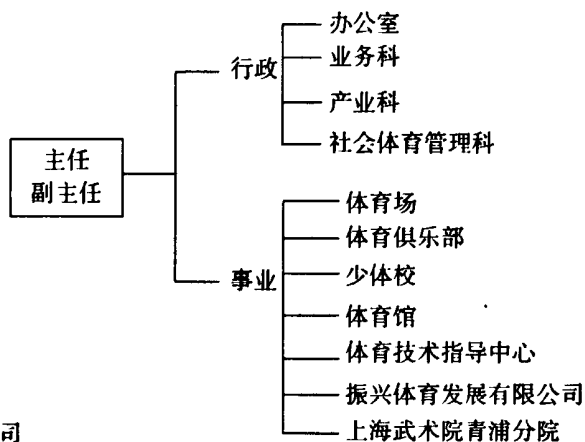 主任
副主任
行政
办公室
业务科
产业科
社会体育管理科
事业
体育场
体育俱乐部
少体校
体育馆
体育技术指导中心
振兴体育发展有限公司
上海武术院青浦分院
司